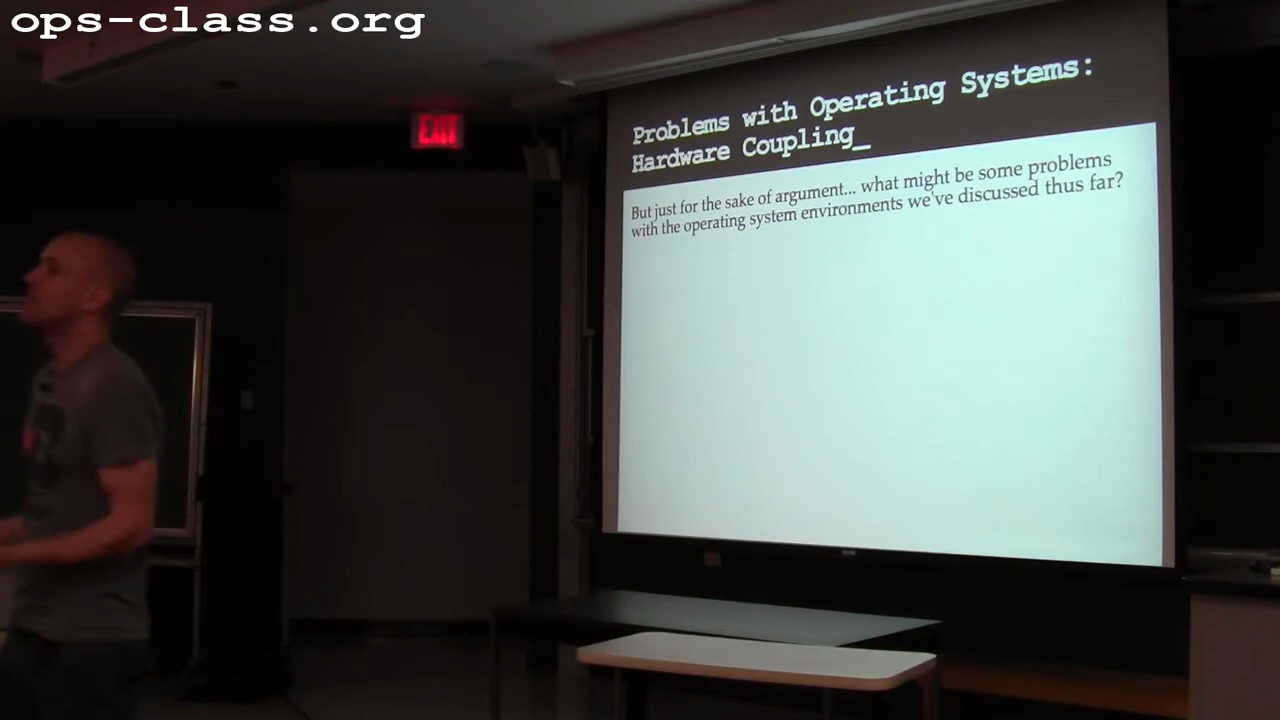 ops-class.org
EXIT
Problems with Operating Systems:
Hardware Coupling_
But just for the sake of argument... what might be some problems
with the operating system environments we've discussed thus far?